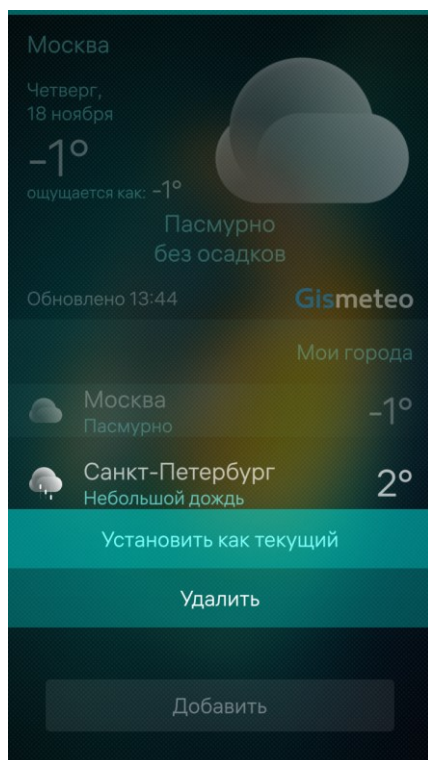 Москва
Четверг,
18 ноября
-1°
ощущается как: -1°
Пасмурно
без осадков
Обновлено 13:44
Gismeteo
Мои города
Москва
-1°
Пасмурно
Санкт-Петербург
2°
Небольшой дождь
Установить как текущий
Удалить
Добавить